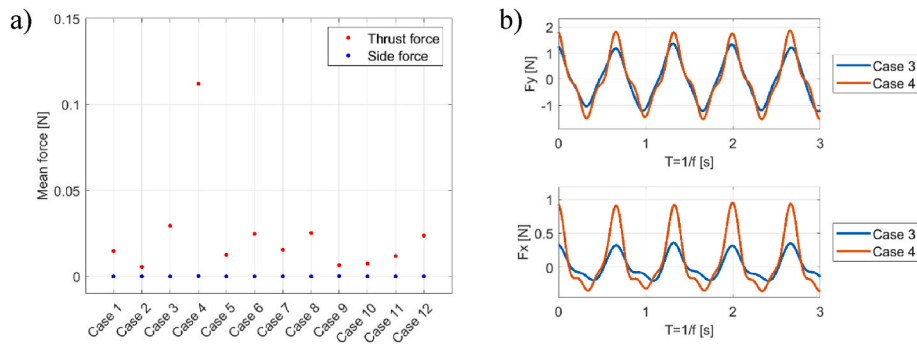 a)
0.15
Thrust force
Side force
0.1
Mean force [N]
0.05
0
Case 1
Case 2
Case 3
Case 4
Case 5
Case 6
Case 7
Case 8
Case 9
Case 10
Case 11
Case 12
b)
2
1
0
-1
Fy [N]
0
1
2
3
T=1/f [s]
Case 3
Case 4
1
0.5
0
Fx [N]
0
1
2
3
T=1/f [s]
Case 3
Case 4